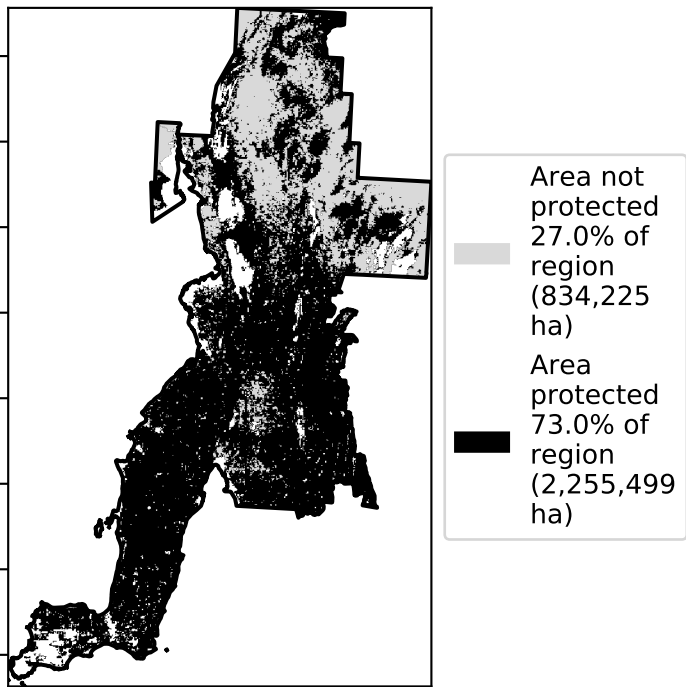 Area not
protected
27.0% of
region
(834,225
ha)
Area
protected
73.0% of
region
(2,255,499
ha)